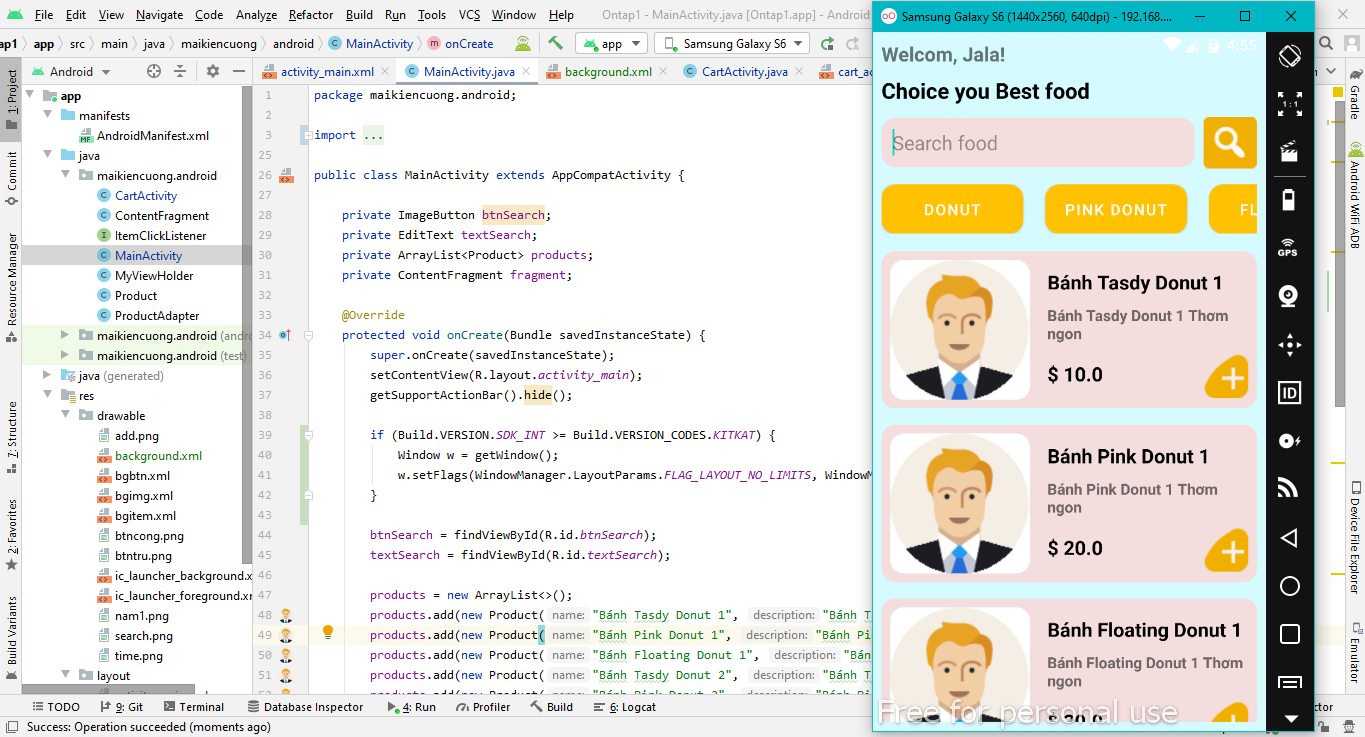 File Edit View Navigate Code Analyze Refactor Build Run Tools VCS Window Help Ontap1 - MainActivity.java [Ontap1.app] - Android
app src main java maikiencuong android MainActivity onCreate app Samsung Galaxy S6
Android
activity_main.xml MainActivity.java background.xml CartActivity.java
1: Project
Commit
Resource Manager
Z: Structure
2: Favorites
Build Variants
app
manifests
AndroidManifest.xml
java
maikiencuong.android
CartActivity
ContentFragment
ItemClickListener
MainActivity
MyViewHolder
Product
ProductAdapter
maikiencuong.android
maikiencuong.android (test)
java (generated)
res
drawable
add.png
background.xml
bgbtn.xml
bgimg.xml
bgitem.xml
btncong.png
btntru.png
ic_launcher_background.x
ic_launcher_foreground.xr
nam1.png
search.png
time.png
layout
1 package maikiencuong.android;
2
3 import ...
25
26 public class MainActivity extends AppCompatActivity {
27
28 private ImageButton btnSearch;
29 private EditText textSearch;
30 private ArrayList<Product> products;
31 private ContentFragment fragment;
32
33 @Override
34 protected void onCreate(Bundle savedInstanceState) {
35 super.onCreate(savedInstanceState);
36 setContentView(R.layout.activity_main);
37 getSupportActionBar().hide();
38
39 if (Build.VERSION.SDK_INT >= Build.VERSION_CODES.KITKAT) {
40 Window w = getWindow();
41 w.setFlags(WindowManager.LayoutParams.FLAG_LAYOUT_NO_LIMITS, WindowM
42 }
43
44 btnSearch = findViewById(R.id.btnSearch);
45 textSearch = findViewById(R.id.textSearch);
46
47 products = new ArrayList<>();
48 products.add(new Product( name: "Bánh Tasdy Donut 1", description: "Bánh T
49 products.add(new Product( name: "Bánh Pink Donut 1", description: "Bánh Pi
50 products.add(new Product( name: "Bánh Floating Donut 1", description: "Bán
51 products.add(new Product( name: "Bánh Tasdy Donut 2", description: "Bánh T
Samsung Galaxy S6 (1440x2560, 640dpi) - 192.168....
4:55
Welcom, Jala!
Choice you Best food
Search food
DONUT PINK DONUT FL
Bánh Tasdy Donut 1
Bánh Tasdy Donut 1 Thơm
ngon
$ 10.0
Bánh Pink Donut 1
Bánh Pink Donut 1 Thơm
ngon
$ 20.0
Bánh Floating Donut 1
Bánh Floating Donut 1 Thơm
ngon
Free for personal use
1:1
GPS
ID
Gradle
Android WiFi ADB
Device File Explorer
Emulator
TODO 9: Git Terminal Database Inspector 4: Run Profiler Build 6: Logcat
Success: Operation succeeded (moments ago)